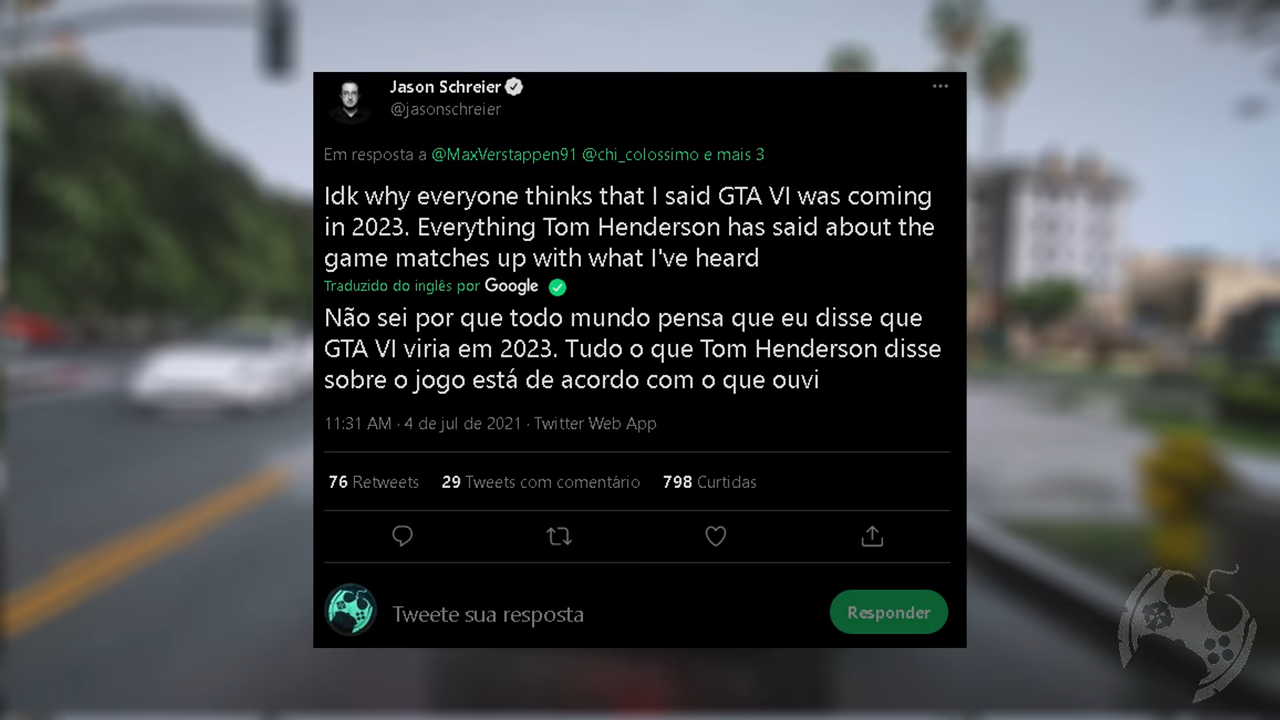 Jason Schreier
@jasonschreier
Em resposta a @MaxVerstappen91 @chi_colossimo e mais 3
Idk why everyone thinks that I said GTA VI was coming
in 2023. Everything Tom Henderson has said about the
game matches up with what I've heard
Traduzido do inglês por Google
Não sei por que todo mundo pensa que eu disse que
GTA VI viria em 2023. Tudo o que Tom Henderson disse
sobre o jogo está de acordo com o que ouvi
11:31 AM · 4 de jul de 2021 · Twitter Web App
76 Retweets 29 Tweets com comentário 798 Curtidas
Tweete sua resposta
Responder